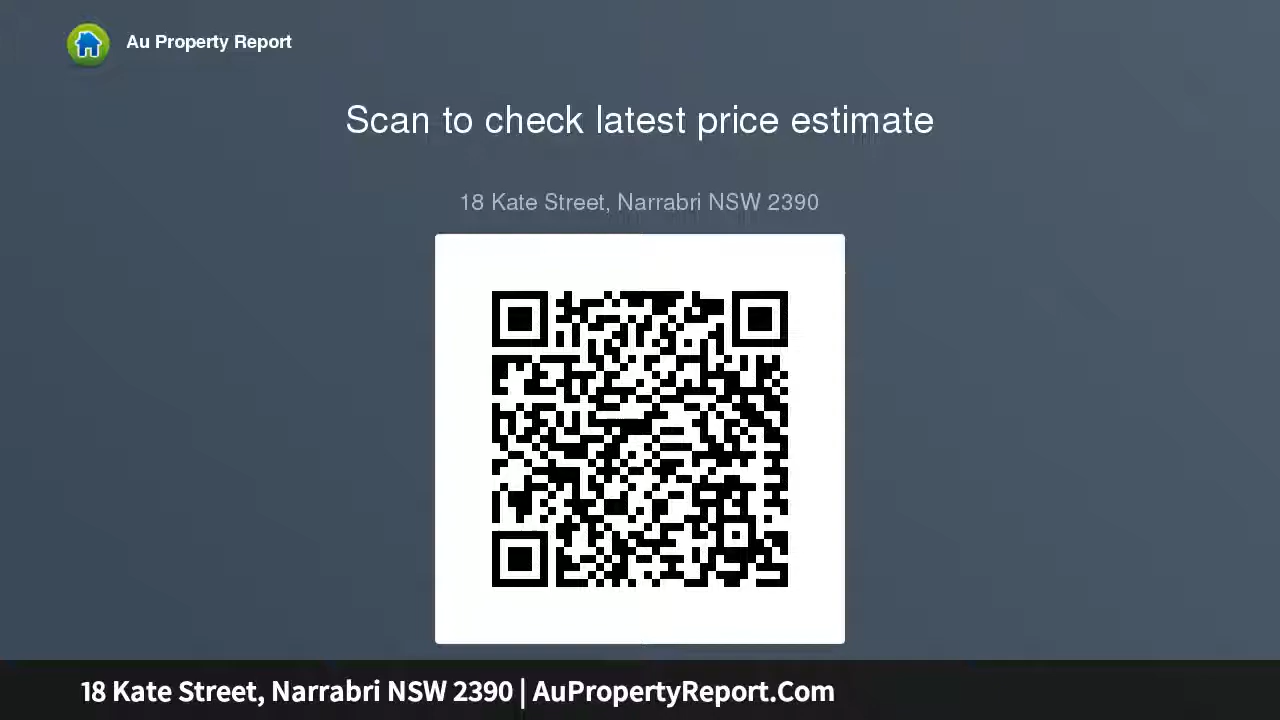 Au Property Report
Scan to check latest price estimate
18 Kate Street, Narrabri NSW 2390
18 Kate Street, Narrabri NSW 2390 | AuPropertyReport.Com